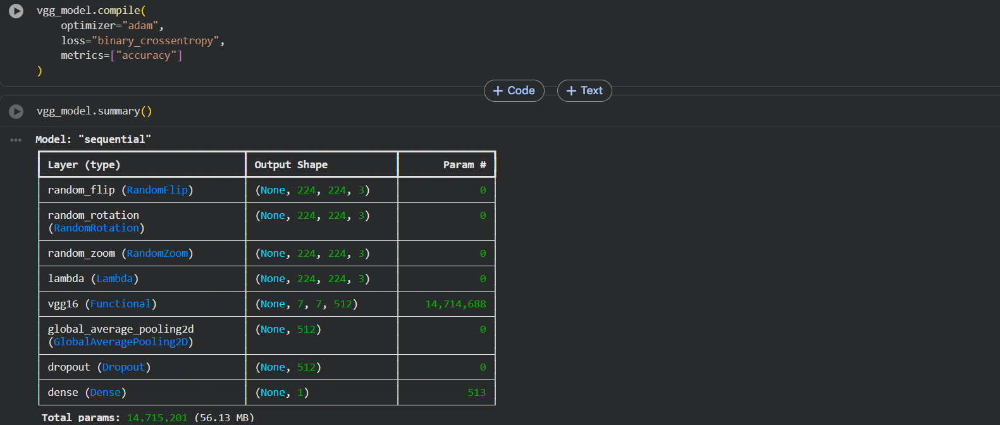 vgg_model.compile(
optimizer="adam",
loss="binary_crossentropy",
metrics=["accuracy"]
)
+ Code + Text
vgg_model.summary()
Model: "sequential"
Layer (type) Output Shape Param #
random_flip (RandomFlip) (None, 224, 224, 3) 0
random_rotation (None, 224, 224, 3) 0
(RandomRotation)
random_zoom (RandomZoom) (None, 224, 224, 3) 0
lambda (Lambda) (None, 224, 224, 3) 0
vgg16 (Functional) (None, 7, 7, 512) 14,714,688
global_average_pooling2d (None, 512) 0
(GlobalAveragePooling2D)
dropout (Dropout) (None, 512) 0
dense (Dense) (None, 1) 513
Total params: 14,715,201 (56.13 MB)